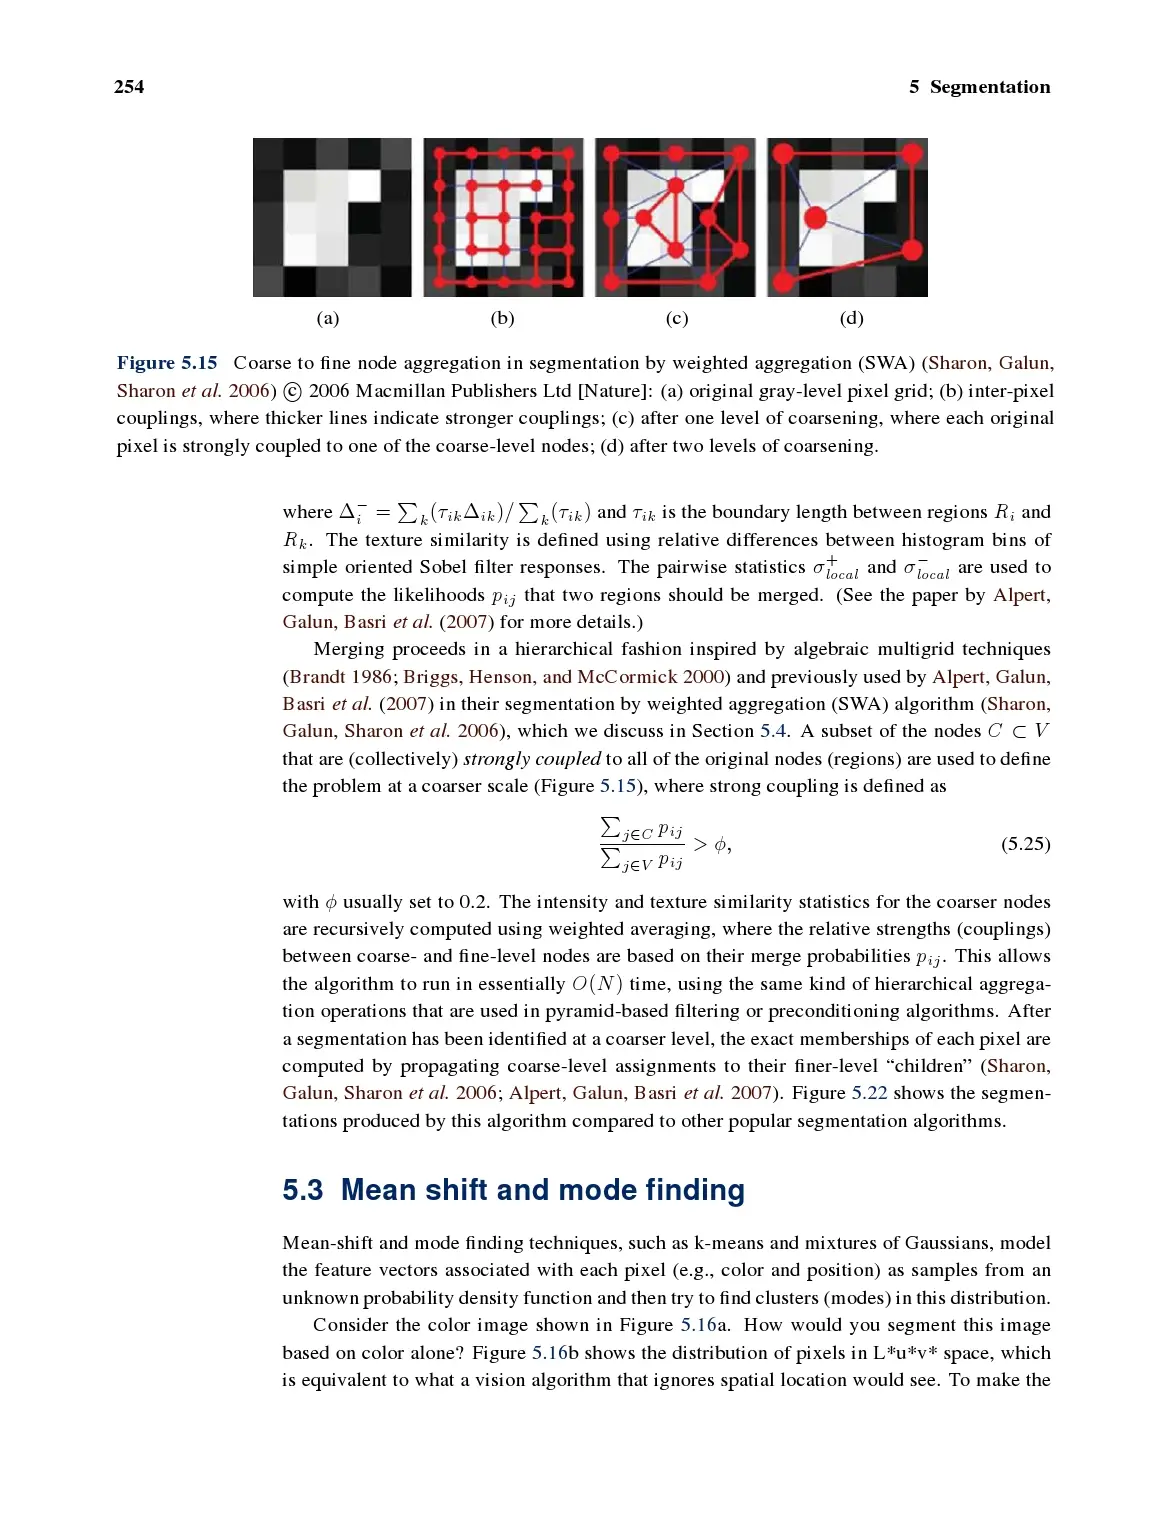 254
5 Segmentation
(a)
(b)
(c)
(d)
Figure 5.15 Coarse to fine node aggregation in segmentation by weighted aggregation (SWA) (Sharon, Galun,
Sharon et al. 2006) © 2006 Macmillan Publishers Ltd [Nature]: (a) original gray-level pixel grid; (b) inter-pixel
couplings, where thicker lines indicate stronger couplings; (c) after one level of coarsening, where each original
pixel is strongly coupled to one of the coarse-level nodes; (d) after two levels of coarsening.
where Δ_i^- = ∑_k(τ_{ik}Δ_{ik})/∑_k(τ_{ik}) and τ_{ik} is the boundary length between regions R_i and
R_k. The texture similarity is defined using relative differences between histogram bins of
simple oriented Sobel filter responses. The pairwise statistics σ_{local}^+ and σ_{local}^- are used to
compute the likelihoods p_{ij} that two regions should be merged. (See the paper by Alpert,
Galun, Basri et al. (2007) for more details.)
Merging proceeds in a hierarchical fashion inspired by algebraic multigrid techniques
(Brandt 1986; Briggs, Henson, and McCormick 2000) and previously used by Alpert, Galun,
Basri et al. (2007) in their segmentation by weighted aggregation (SWA) algorithm (Sharon,
Galun, Sharon et al. 2006), which we discuss in Section 5.4. A subset of the nodes C ⊂ V
that are (collectively) strongly coupled to all of the original nodes (regions) are used to define
the problem at a coarser scale (Figure 5.15), where strong coupling is defined as
∑_{j∈C} p_{ij} / ∑_{j∈V} p_{ij} > ϕ, (5.25)
with ϕ usually set to 0.2. The intensity and texture similarity statistics for the coarser nodes
are recursively computed using weighted averaging, where the relative strengths (couplings)
between coarse- and fine-level nodes are based on their merge probabilities p_{ij}. This allows
the algorithm to run in essentially O(N) time, using the same kind of hierarchical aggrega-
tion operations that are used in pyramid-based filtering or preconditioning algorithms. After
a segmentation has been identified at a coarser level, the exact memberships of each pixel are
computed by propagating coarse-level assignments to their finer-level “children” (Sharon,
Galun, Sharon et al. 2006; Alpert, Galun, Basri et al. 2007). Figure 5.22 shows the segmen-
tations produced by this algorithm compared to other popular segmentation algorithms.
5.3 Mean shift and mode finding
Mean-shift and mode finding techniques, such as k-means and mixtures of Gaussians, model
the feature vectors associated with each pixel (e.g., color and position) as samples from an
unknown probability density function and then try to find clusters (modes) in this distribution.
Consider the color image shown in Figure 5.16a. How would you segment this image
based on color alone? Figure 5.16b shows the distribution of pixels in L*u*v* space, which
is equivalent to what a vision algorithm that ignores spatial location would see. To make the